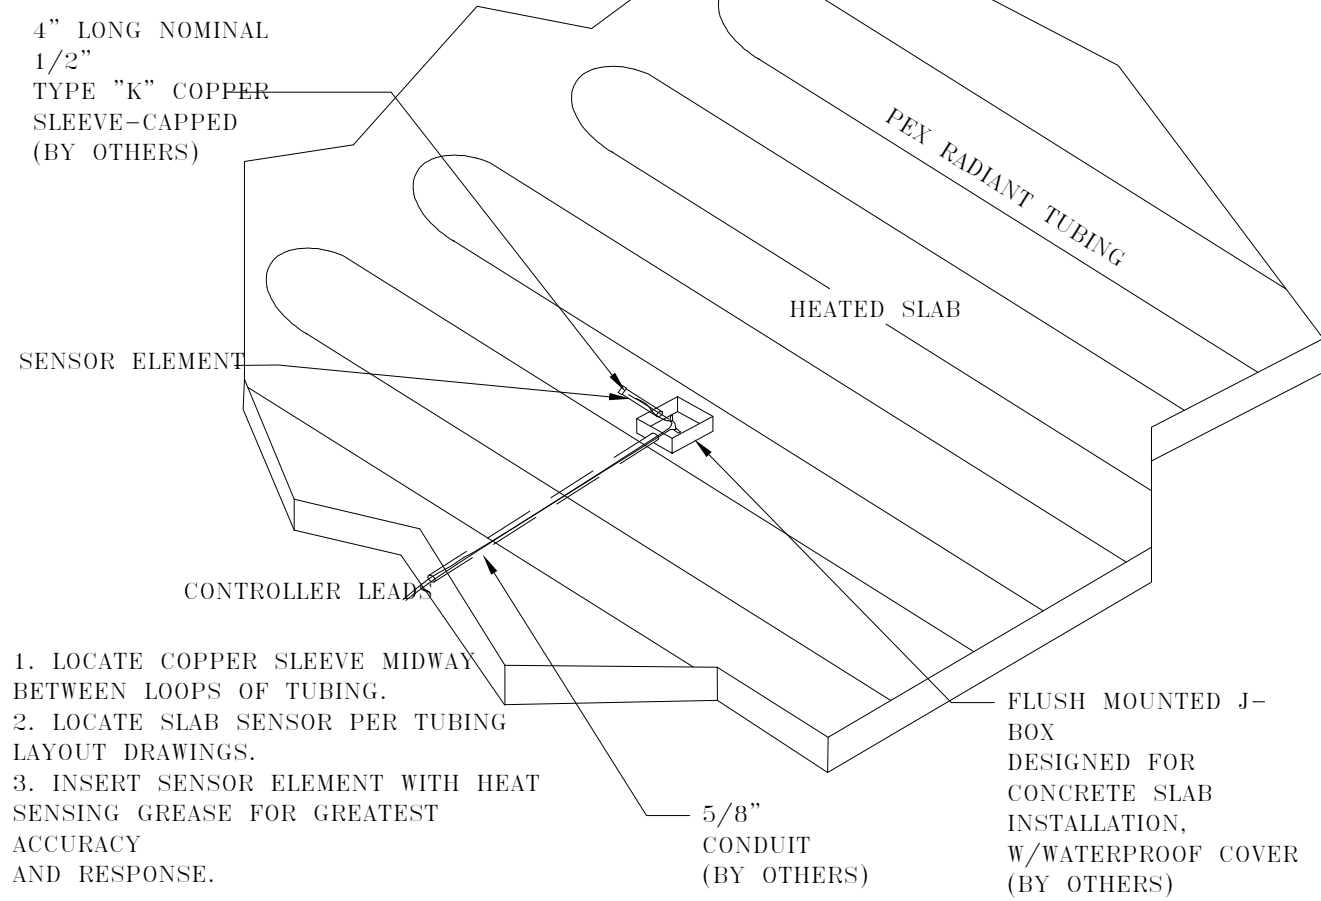 4” LONG NOMINAL
1/2”
TYPE ”K” COPPER
SLEEVE-CAPPED
(BY OTHERS)
PEX RADIANT TUBING
HEATED SLAB
SENSOR ELEMENT
CONTROLLER LEADS
1. LOCATE COPPER SLEEVE MIDWAY
BETWEEN LOOPS OF TUBING.
2. LOCATE SLAB SENSOR PER TUBING
LAYOUT DRAWINGS.
3. INSERT SENSOR ELEMENT WITH HEAT
SENSING GREASE FOR GREATEST
ACCURACY
AND RESPONSE.
5/8”
CONDUIT
(BY OTHERS)
FLUSH MOUNTED J-
BOX
DESIGNED FOR
CONCRETE SLAB
INSTALLATION,
W/WATERPROOF COVER
(BY OTHERS)